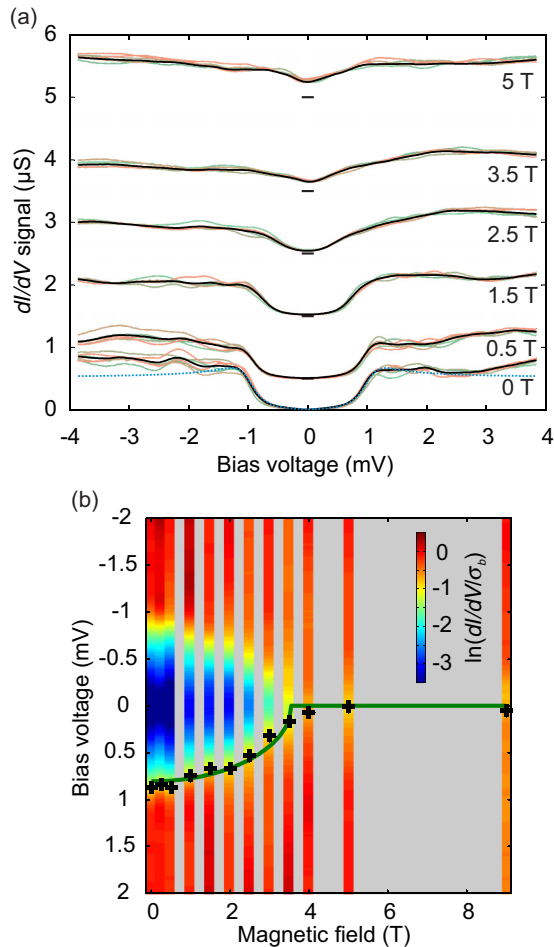 (a)
6
5
4
3
2
1
0
dI/dV signal (µS)
5 T
3.5 T
2.5 T
1.5 T
0.5 T
0 T
-4 -3 -2 -1 0 1 2 3 4
Bias voltage (mV)
(b)
-2
-1.5
-1
-0.5
0
0.5
1
1.5
2
Bias voltage (mV)
0
-1
-2
-3
ln(dI/dV/σb)
0 2 4 6 8
Magnetic field (T)